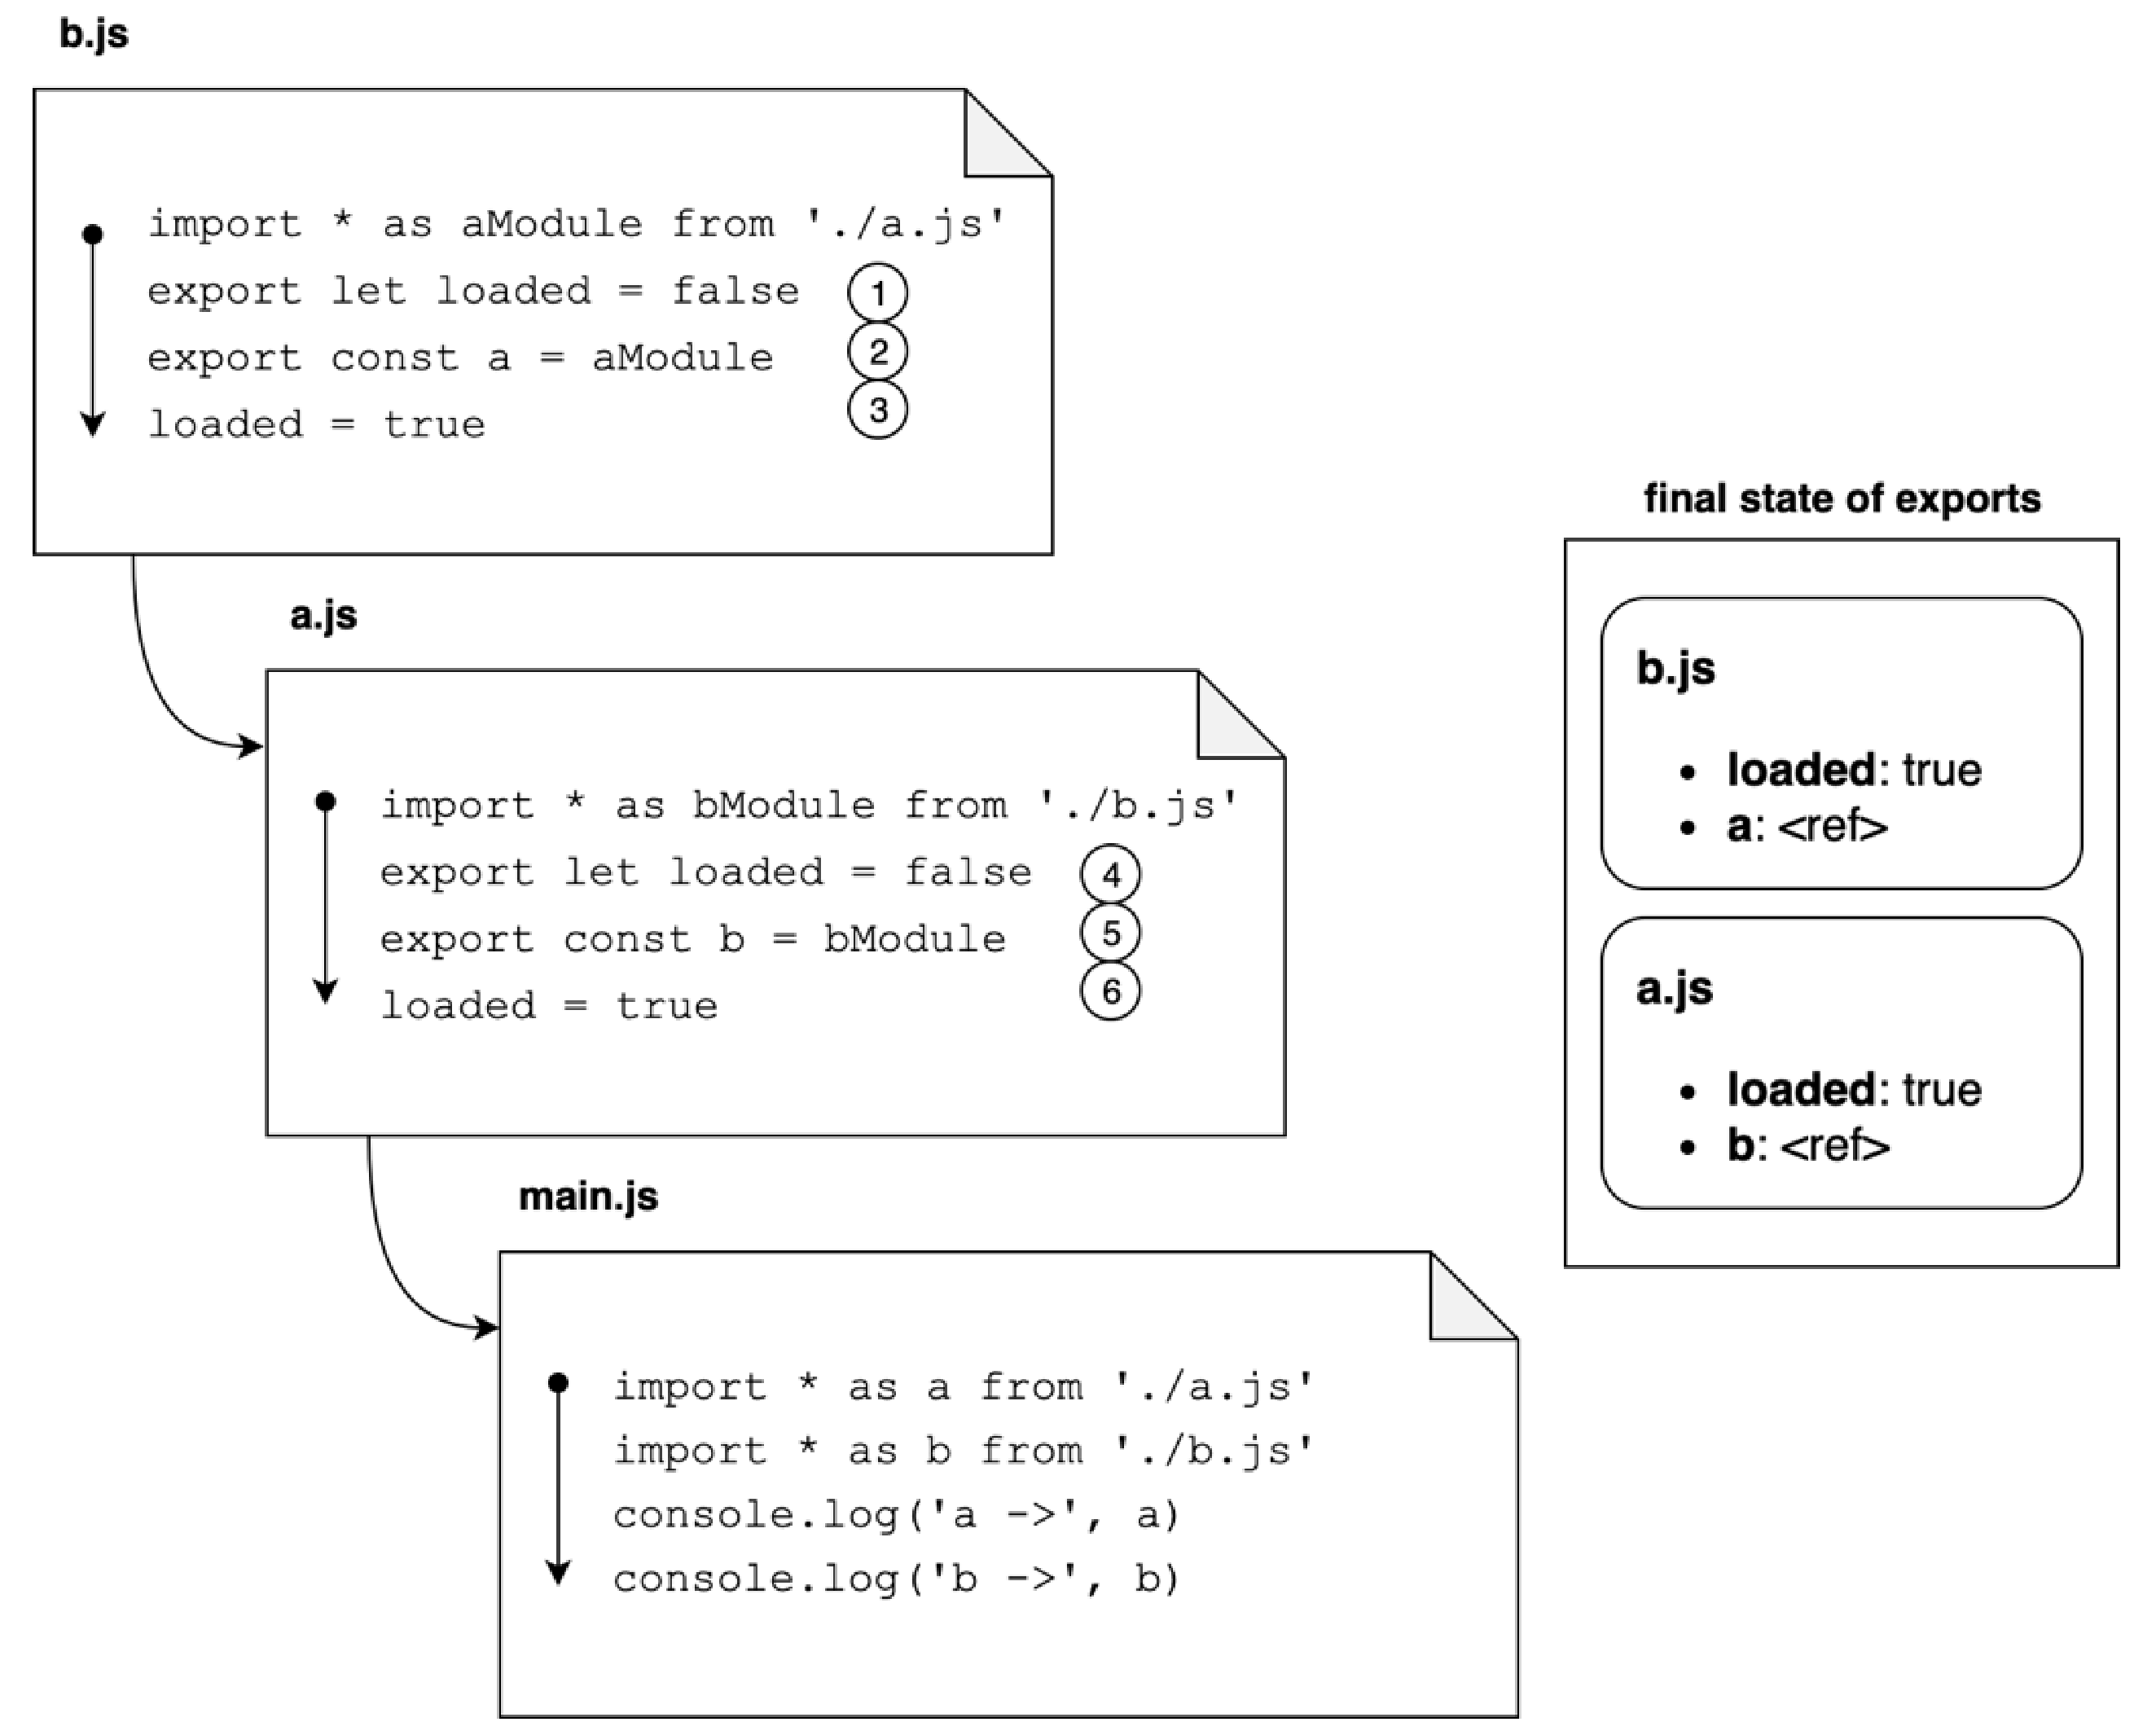 b.js
import * as aModule from './a.js'
export let loaded = false 1
export const a = aModule 2
loaded = true 3
a.js
import * as bModule from './b.js'
export let loaded = false 4
export const b = bModule 5
loaded = true 6
main.js
import * as a from './a.js'
import * as b from './b.js'
console.log('a ->', a)
console.log('b ->', b)
final state of exports
b.js
• loaded: true
• a: <ref>
a.js
• loaded: true
• b: <ref>